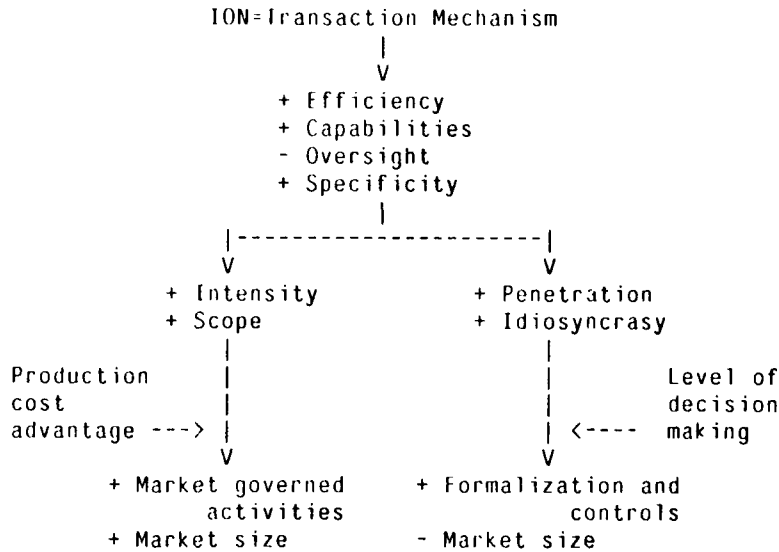 ION=Transaction Mechanism
+ Efficiency
+ Capabilities
- Oversight
+ Specificity
+ Intensity
+ Scope
+ Penetration
+ Idiosyncrasy
Production
cost
advantage --->
Level of
decision
<---- making
+ Market governed
activities
+ Market size
+ Formalization and
controls
- Market size